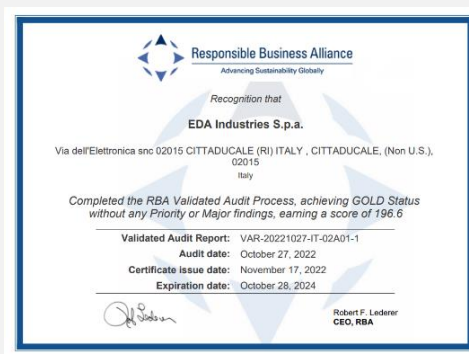 Responsible Business Alliance
Advancing Sustainability Globally
Recognition that
EDA Industries S.p.a.
Via dell'Elettronica snc 02015 CITTADUCALE (RI) ITALY , CITTADUCALE, (Non U.S.),
02015
Italy
Completed the RBA Validated Audit Process, achieving GOLD Status
without any Priority or Major findings, earning a score of 196.6
Validated Audit Report: VAR-20221027-IT-02A01-1
Audit date: October 27, 2022
Certificate issue date: November 17, 2022
Expiration date: October 28, 2024
Robert F. Lederer
CEO, RBA